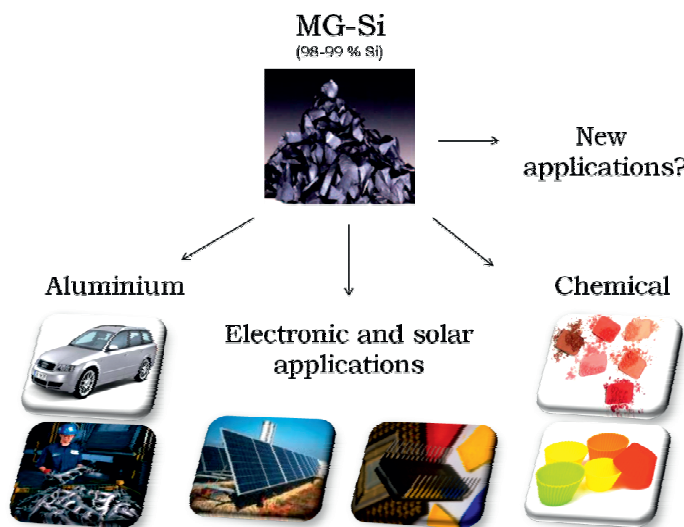 MG-Si
(98-99 % Si)
New
applications?
Aluminium
Electronic and solar
applications
Chemical